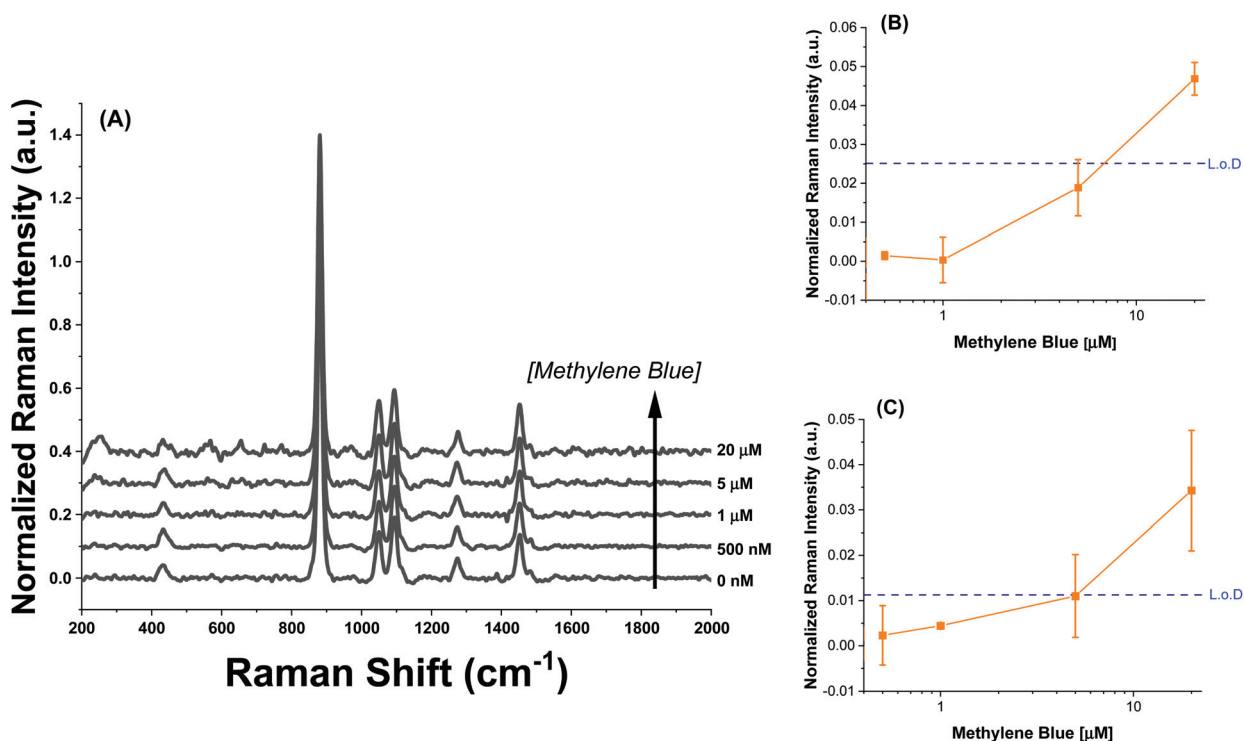 (A)
Normalized Raman Intensity (a.u.)
1.4
1.2
1.0
0.8
0.6
0.4
0.2
0.0
[Methylene Blue]
20 μM
5 μM
1 μM
500 nM
0 nM
200 400 600 800 1000 1200 1400 1600 1800 2000
Raman Shift (cm⁻¹)
(B)
Normalized Raman Intensity (a.u.)
0.06
0.05
0.04
0.03
0.02
0.01
0.00
-0.01
L.o.D
1 10
Methylene Blue [μM]
(C)
Normalized Raman Intensity (a.u.)
0.05
0.04
0.03
0.02
0.01
0.00
-0.01
L.o.D
1 10
Methylene Blue [μM]